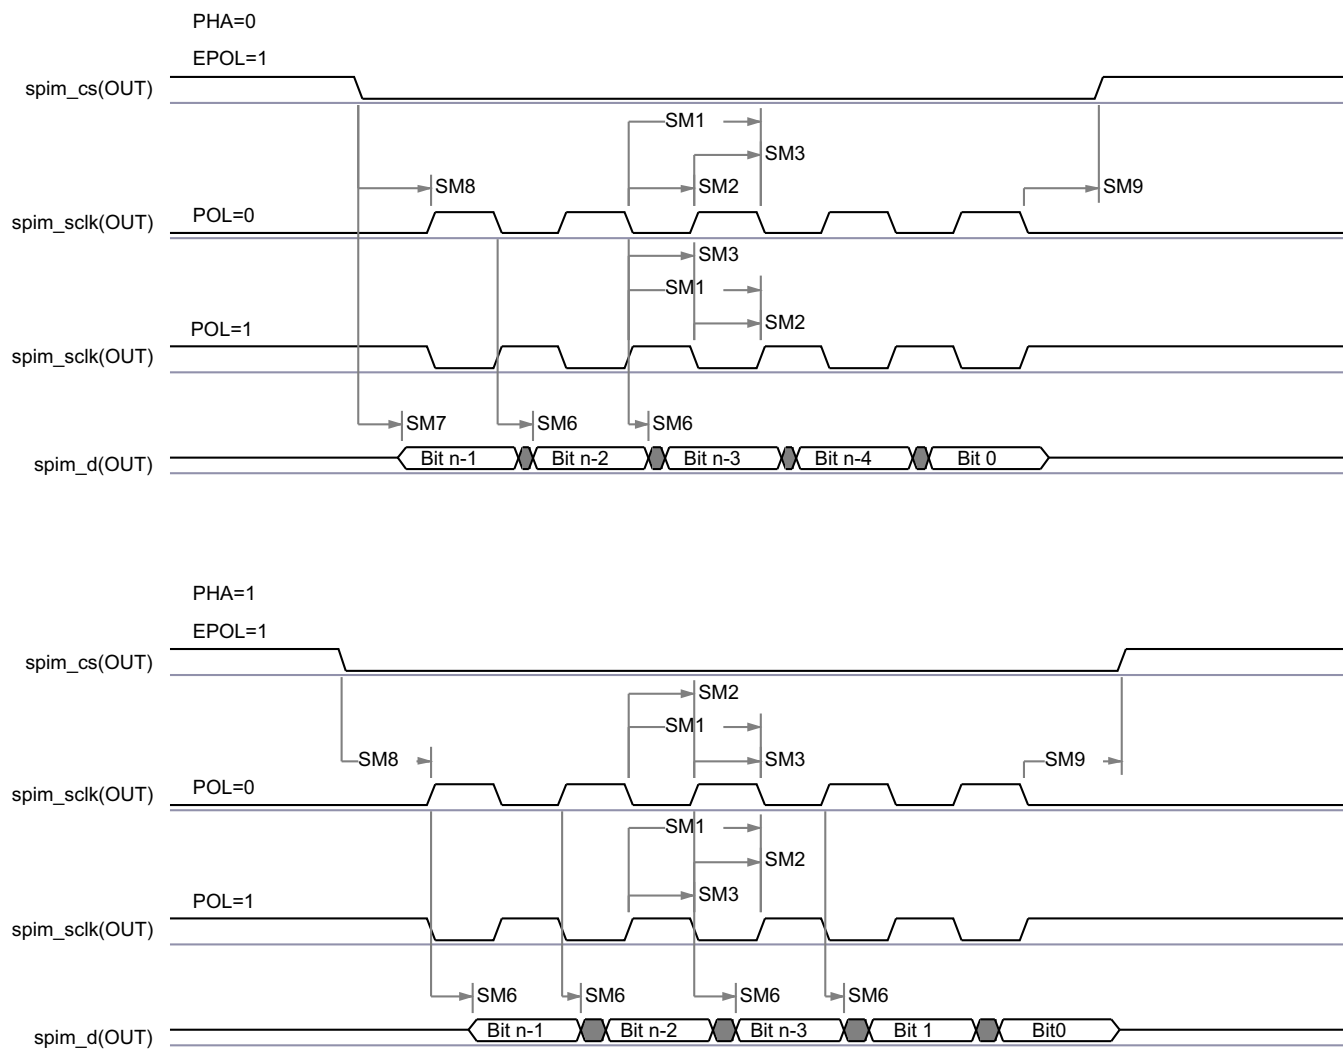 PHA=0
EPOL=1
spim_cs(OUT)
SM1
SM3
SM8 SM2 SM9
POL=0
spim_sclk(OUT)
SM3
SM1
SM2
POL=1
spim_sclk(OUT)
SM7 SM6 SM6
spim_d(OUT) Bit n-1 Bit n-2 Bit n-3 Bit n-4 Bit 0
PHA=1
EPOL=1
spim_cs(OUT)
SM2
SM1
SM8 SM3 SM9
POL=0
spim_sclk(OUT)
SM1
SM2
SM3
POL=1
spim_sclk(OUT)
SM6 SM6 SM6 SM6
spim_d(OUT) Bit n-1 Bit n-2 Bit n-3 Bit 1 Bit0